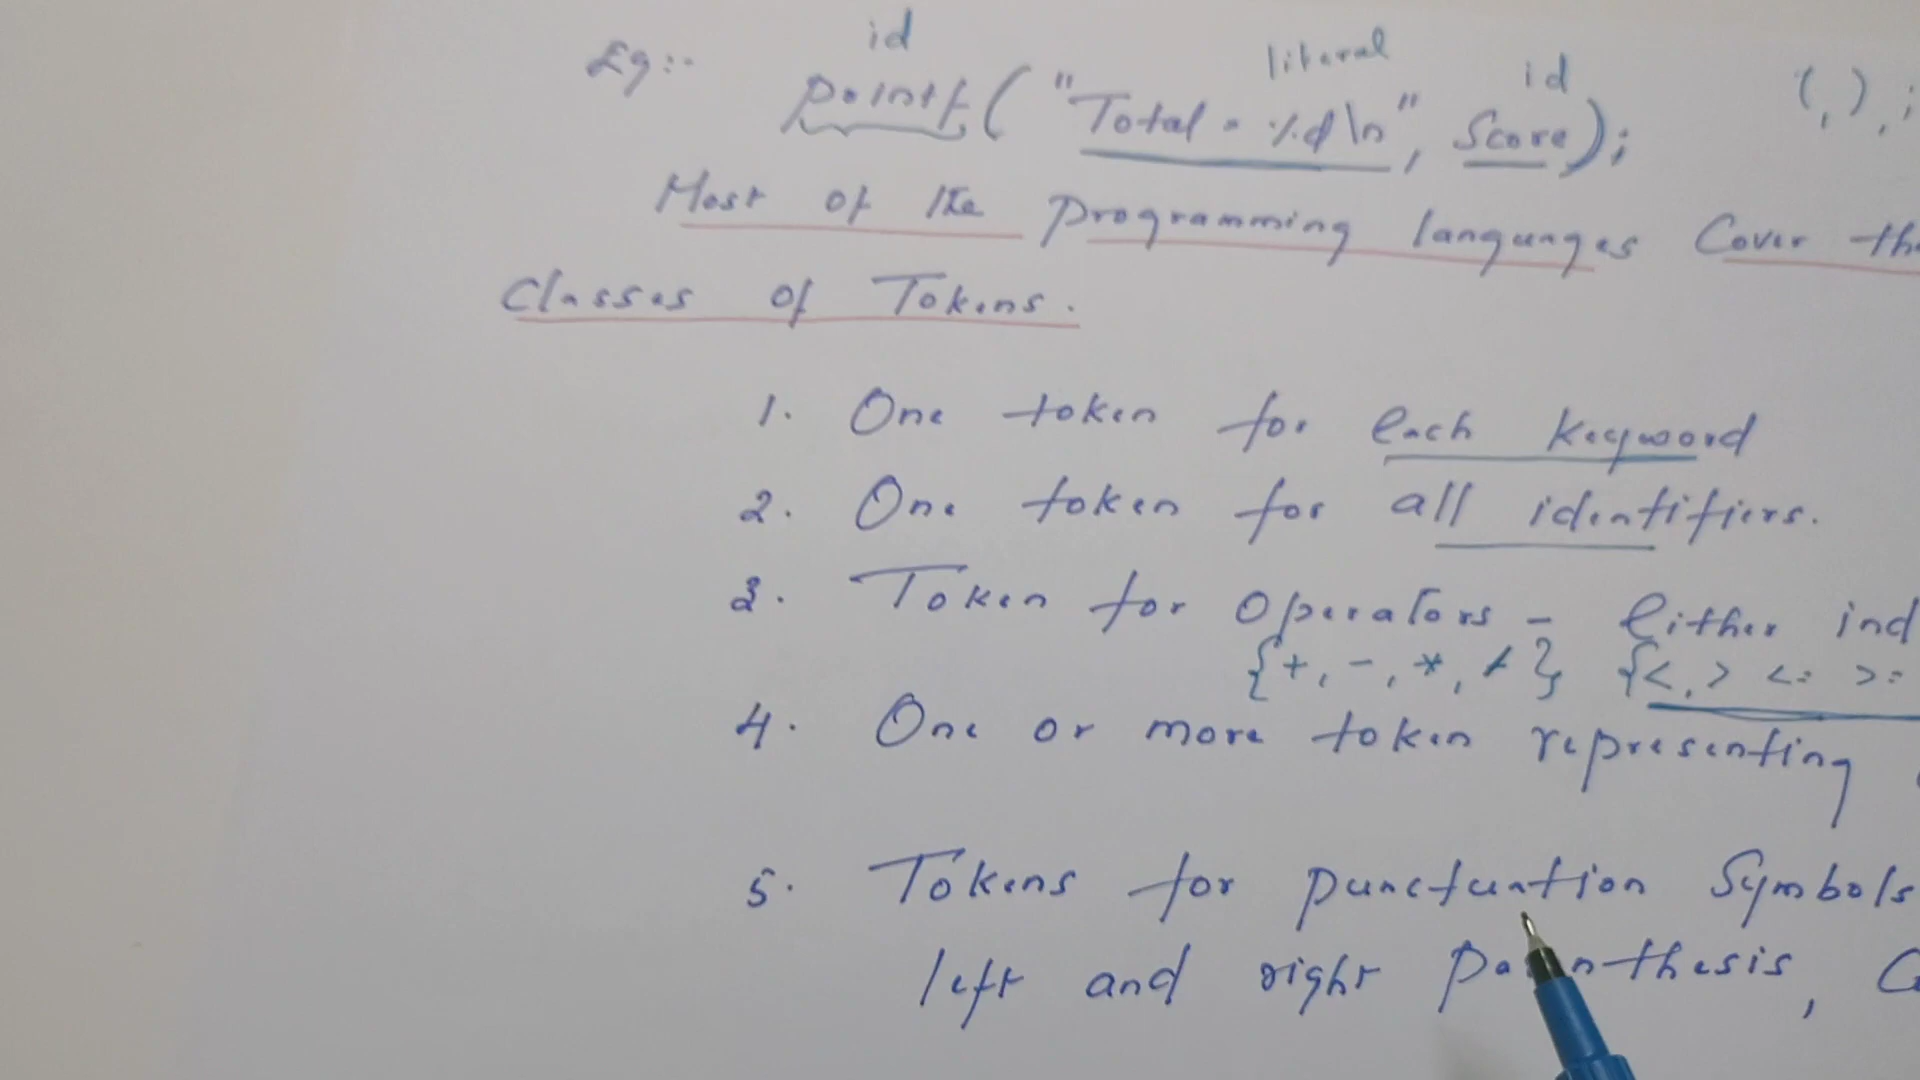 id literal id
Eg:- printf("Total = %d\n", Score); (,),;
Most of the Programming languages Cover the
Classes of Tokens.
1. One token for each keyword
2. One token for all identifiers.
3. Token for Operators - Either ind
{+, -, *, /} {<, > <= >=
4. One or more token representing
5. Tokens for punctuation Symbols
left and right Parenthesis,